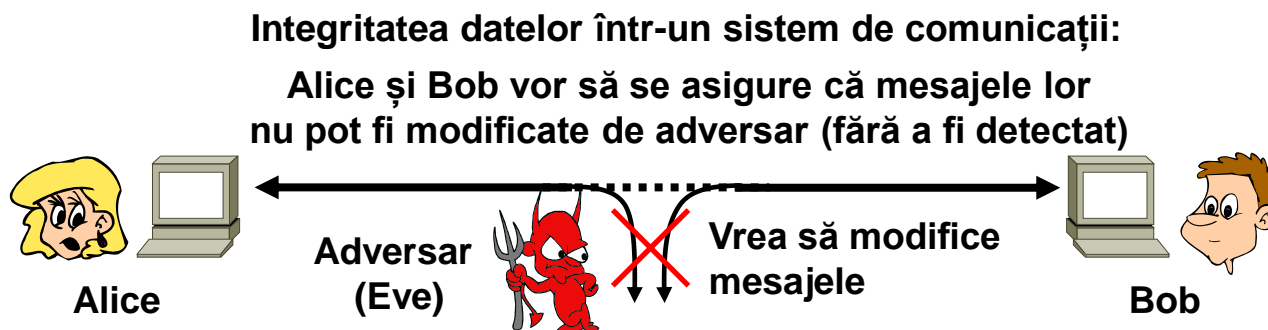 Integritatea datelor într-un sistem de comunicații:
Alice și Bob vor să se asigure că mesajele lor
nu pot fi modificate de adversar (fără a fi detectat)
Adversar
(Eve)
Vrea să modifice
mesajele
Alice
Bob